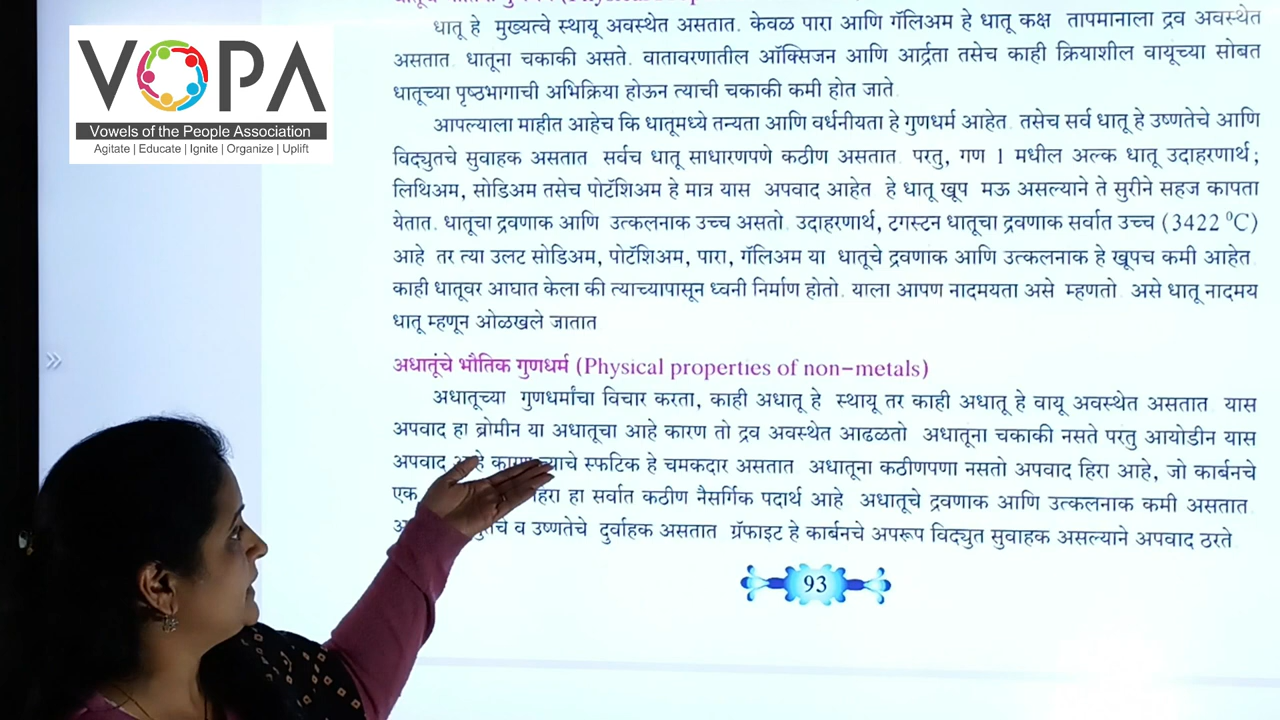 VOPA
Vowels of the People Association
Agitate | Educate | Ignite | Organize | Uplift
धातू हे मुख्यत्वे स्थायू अवस्थेत असतात. केवळ पारा आणि गॅलिअम हे धातू कक्ष तापमानाला द्रव अवस्थेत
असतात. धातूना चकाकी असते. वातावरणातील ऑक्सिजन आणि आर्द्रता तसेच काही क्रियाशील वायूच्या सोबत
धातूच्या पृष्ठभागाची अभिक्रिया होऊन त्याची चकाकी कमी होत जाते.
आपल्याला माहीत आहेच कि धातूमध्ये तन्यता आणि वर्धनीयता हे गुणधर्म आहेत. तसेच सर्व धातू हे उष्णतेचे आणि
विद्युतचे सुवाहक असतात सर्वच धातू साधारणपणे कठीण असतात. परतु, गण 1 मधील अल्क धातू उदाहरणार्थ ;
लिथिअम, सोडिअम तसेच पोटॅशिअम हे मात्र यास अपवाद आहेत हे धातू खूप मऊ असल्याने ते सुरीने सहज कापता
येतात. धातूचा द्रवणाक आणि उत्कलनाक उच्च असतो. उदाहरणार्थ, टगस्टन धातूचा द्रवणाक सर्वात उच्च (3422 ⁰C)
आहे तर त्या उलट सोडिअम, पोटॅशिअम, पारा, गॅलिअम या धातूचे द्रवणाक आणि उत्कलनाक हे खूपच कमी आहेत.
काही धातूवर आघात केला की त्याच्यापासून ध्वनी निर्माण होतो. याला आपण नादमयता असे म्हणतो. असे धातू नादमय
धातू म्हणून ओळखले जातात
अधातूंचे भौतिक गुणधर्म (Physical properties of non-metals)
अधातूच्या गुणधर्मांचा विचार करता, काही अधातू हे स्थायू तर काही अधातू हे वायू अवस्थेत असतात. यास
अपवाद हा ब्रोमीन या अधातूचा आहे कारण तो द्रव अवस्थेत आढळतो अधातूना चकाकी नसते परतु आयोडीन यास
अपवाद स्फटिक हे चमकदार असतात अधातूना कठीणपणा नसतो अपवाद हिरा आहे, जो कार्बनचे
एक हा सर्वात कठीण नैसर्गिक पदार्थ आहे अधातूचे द्रवणाक आणि उत्कलनाक कमी असतात.
व उष्णतेचे दुर्वाहक असतात ग्रॅफाइट हे कार्बनचे अपरूप विद्युत सुवाहक असल्याने अपवाद ठरते
93